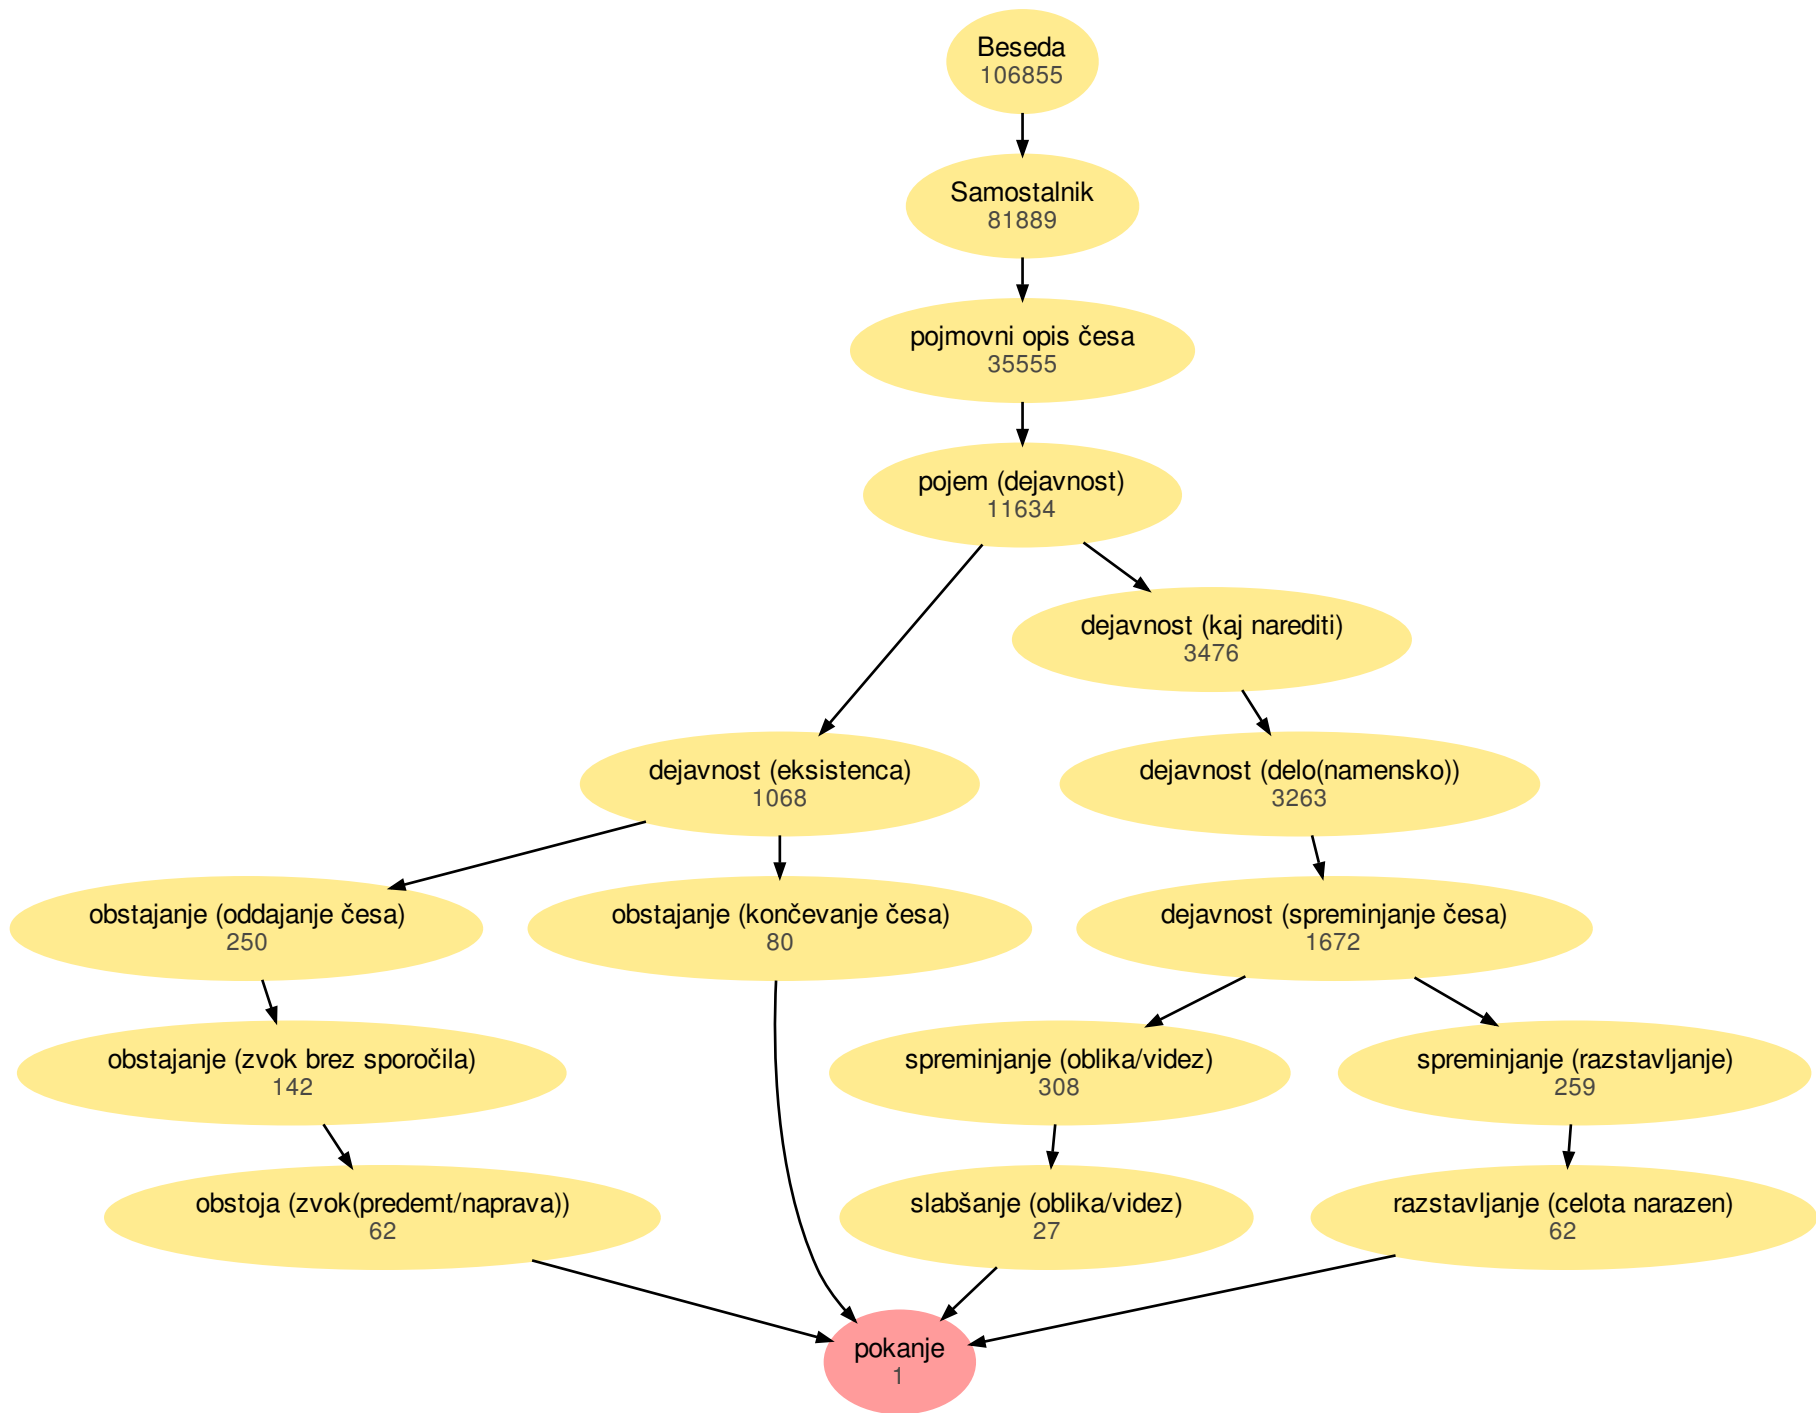 Beseda
106855
Samostalnik
81889
pojmovni opis česa
35555
pojem (dejavnost)
11634
dejavnost (kaj narediti)
3476
dejavnost (eksistenca)
1068
dejavnost (delo(namensko))
3263
obstajanje (oddajanje česa)
250
obstajanje (končevanje česa)
80
dejavnost (spreminjanje česa)
1672
obstajanje (zvok brez sporočila)
142
spreminjanje (oblika/videz)
308
spreminjanje (razstavljanje)
259
obstoja (zvok(predemt/naprava))
62
slabšanje (oblika/videz)
27
razstavljanje (celota narazen)
62
pokanje
1